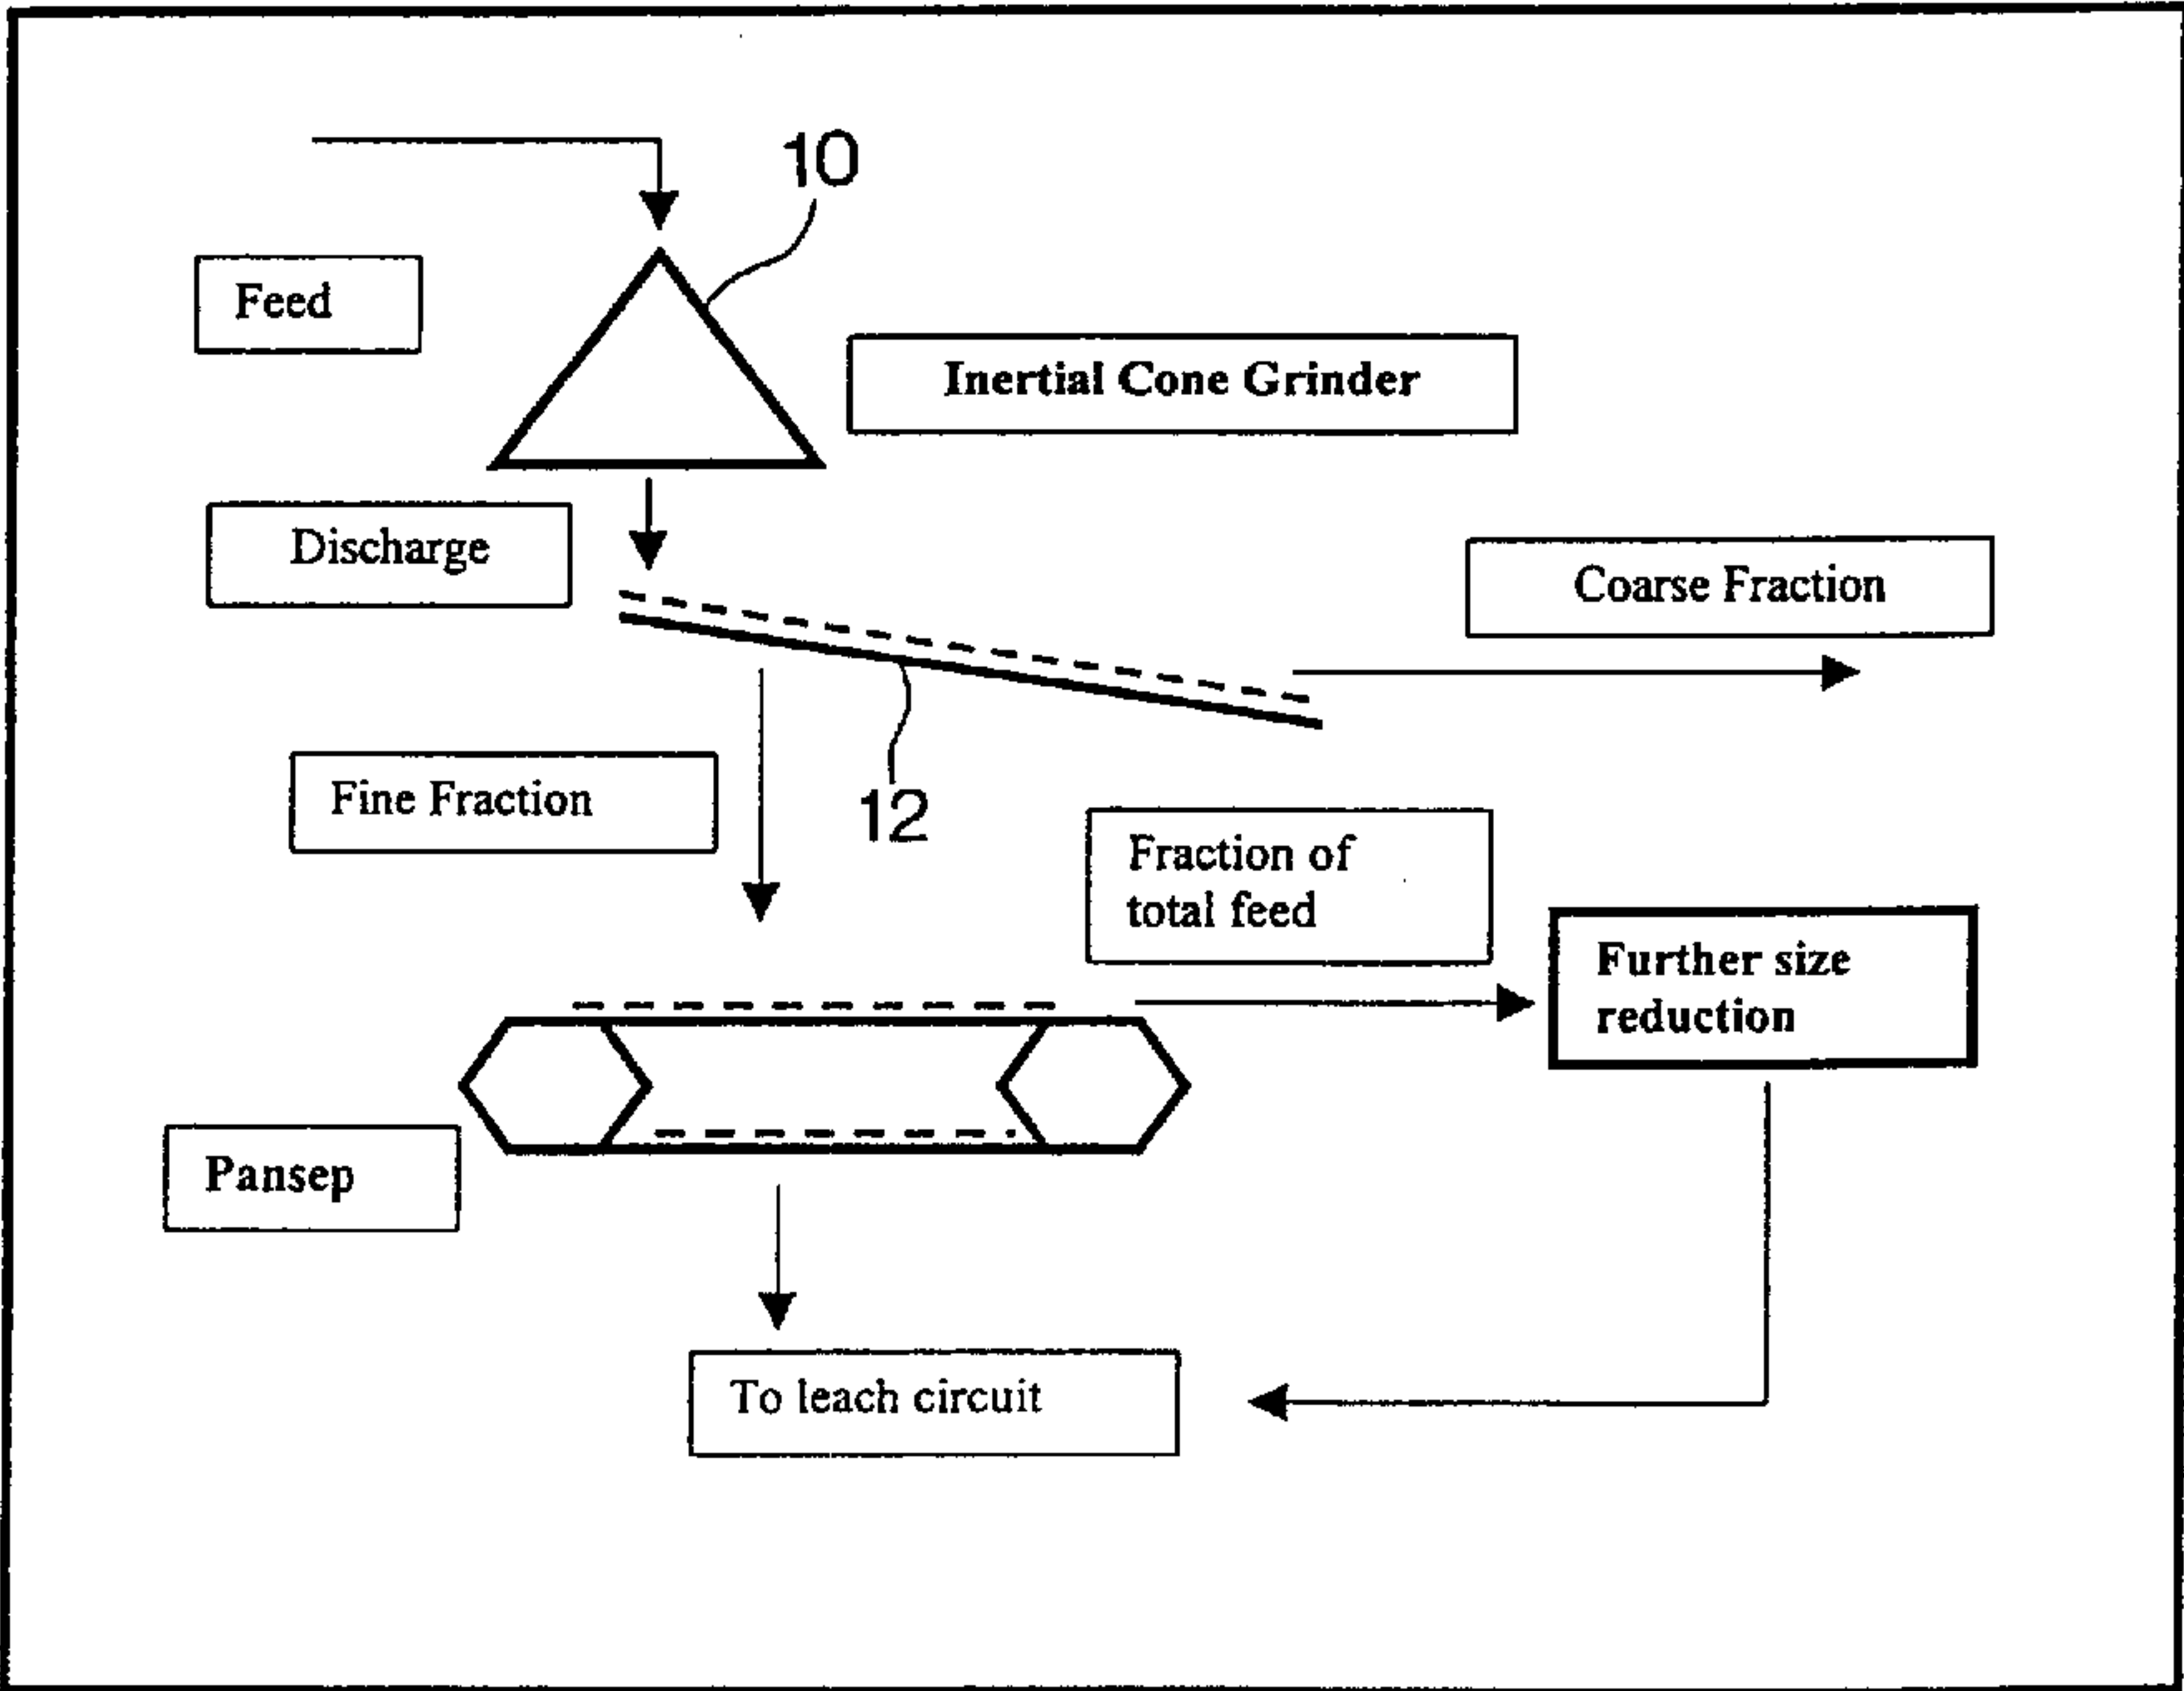 10
Feed
Inertial Cone Grinder
Discharge
Coarse Fraction
Fine Fraction
12
Fraction of
total feed
Further size
reduction
Pansep
To leach circuit